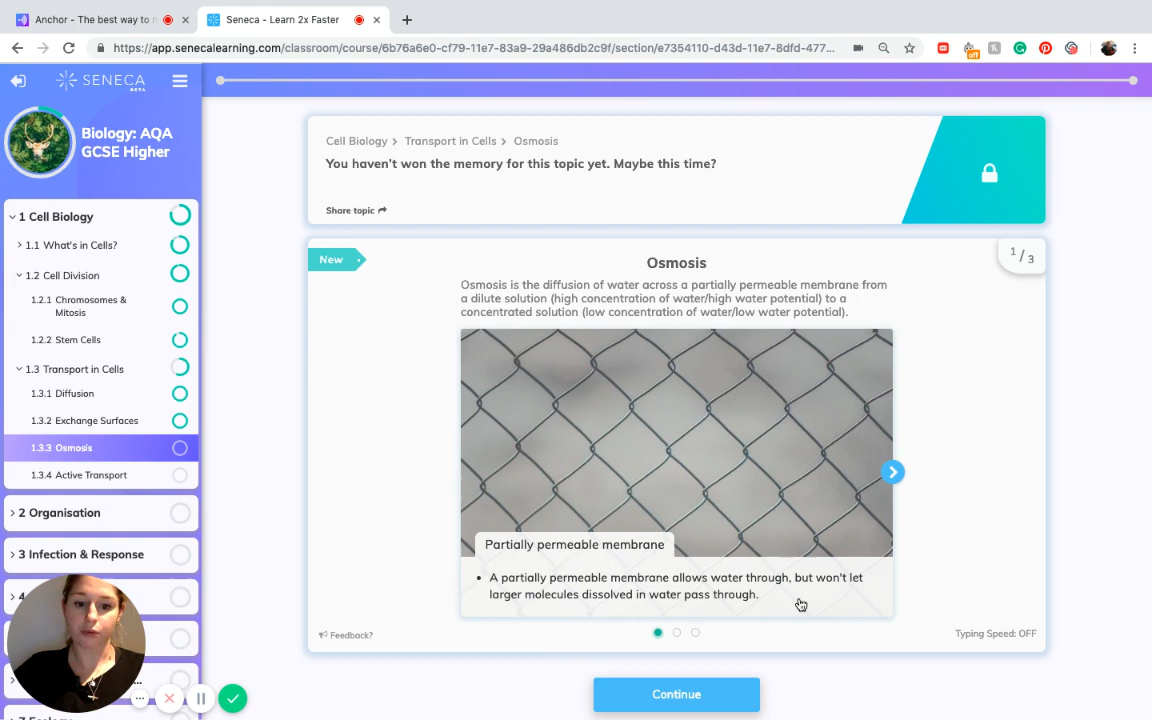 Anchor - The best way to
Seneca - Learn 2x Faster
https://app.senecalearning.com/classroom/course/6b76a6e0-cf79-11e7-83a9-29a486db2c9f/section/e7354110-d43d-11e7-8dfd-477...
off
SENECA
BETA
Biology: AQA
GCSE Higher
1 Cell Biology
1.1 What's in Cells?
1.2 Cell Division
1.2.1 Chromosomes &
Mitosis
1.2.2 Stem Cells
1.3 Transport in Cells
1.3.1 Diffusion
1.3.2 Exchange Surfaces
1.3.3 Osmosis
1.3.4 Active Transport
2 Organisation
3 Infection & Response
4
Cell Biology > Transport in Cells > Osmosis
You haven't won the memory for this topic yet. Maybe this time?
Share topic
New
1/3
Osmosis
Osmosis is the diffusion of water across a partially permeable membrane from
a dilute solution (high concentration of water/high water potential) to a
concentrated solution (low concentration of water/low water potential).
Partially permeable membrane
• A partially permeable membrane allows water through, but won't let
larger molecules dissolved in water pass through.
Feedback?
Typing Speed: OFF
Continue